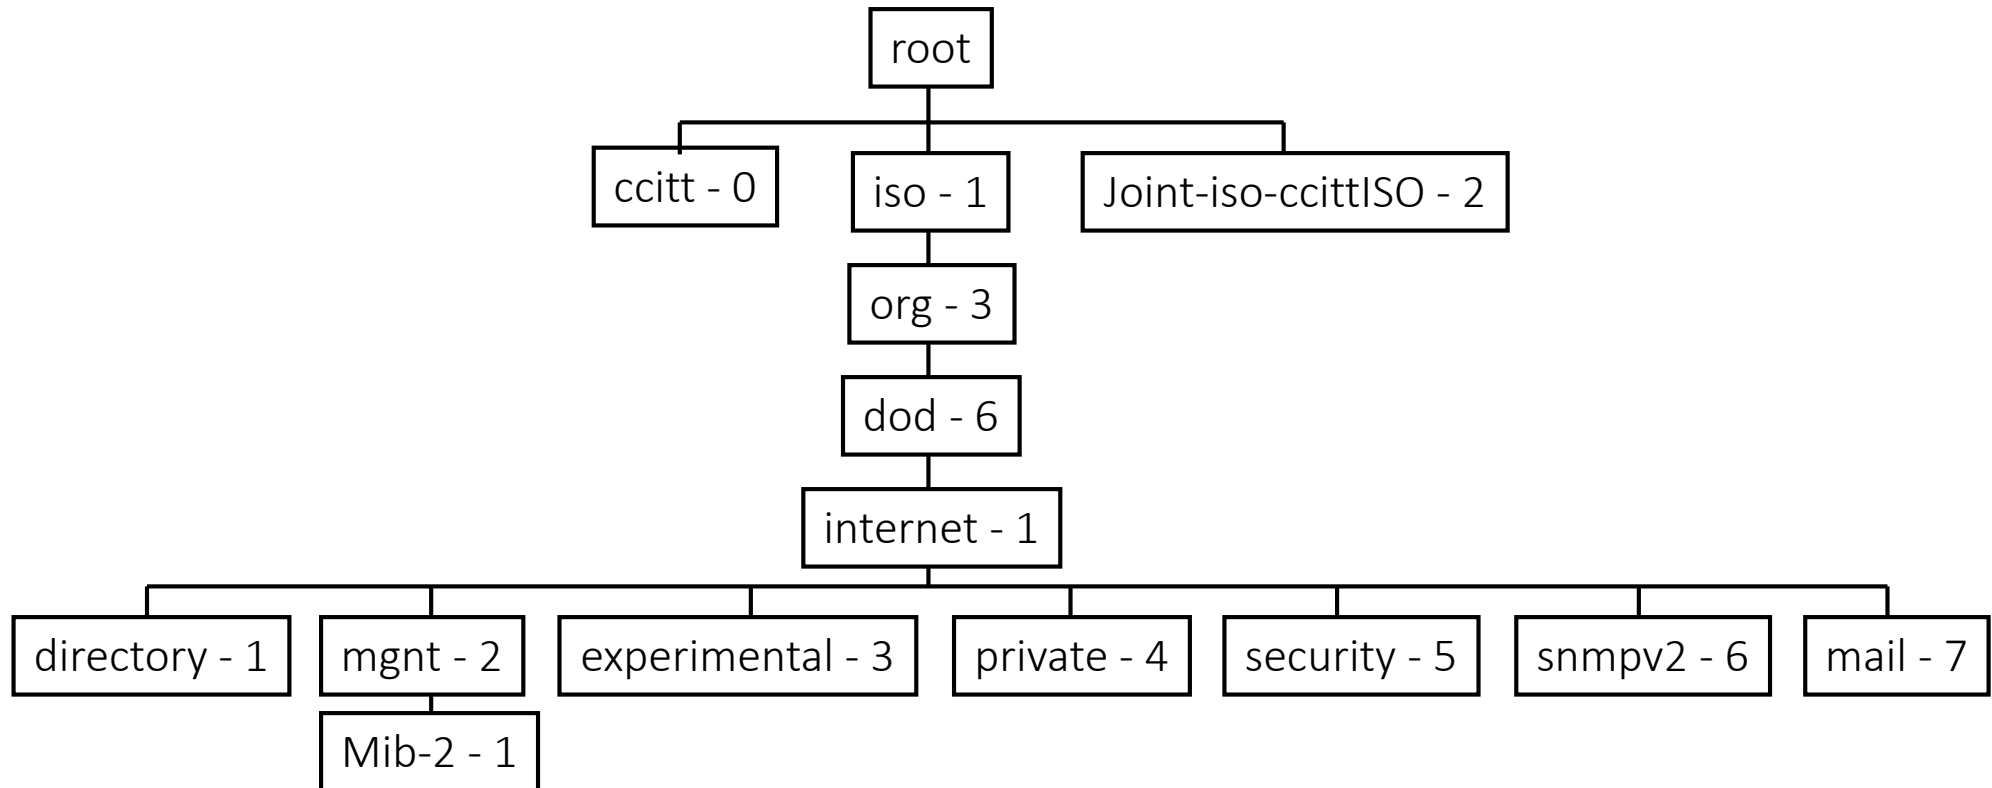 root
ccitt - 0
iso - 1
Joint-iso-ccittISO - 2
org - 3
dod - 6
internet - 1
directory - 1
mgnt - 2
experimental - 3
private - 4
security - 5
snmpv2 - 6
mail - 7
Mib-2 - 1